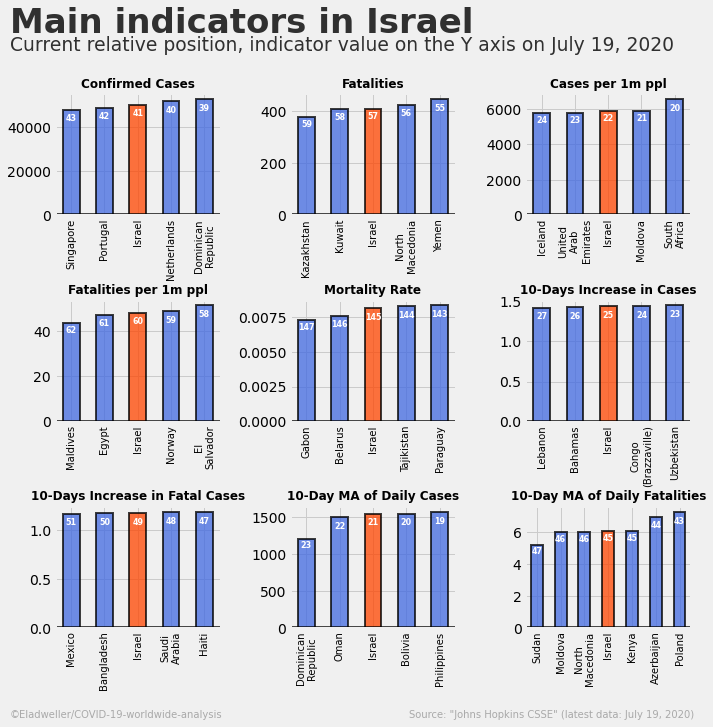 Main indicators in Israel
Current relative position, indicator value on the Y axis on July 19, 2020
Confirmed Cases
40000
20000
0
43
42
41
40
39
Singapore
Portugal
Israel
Netherlands
Dominican
Republic
Fatalities
400
200
0
59
58
57
56
55
Kazakhstan
Kuwait
Israel
North
Macedonia
Yemen
Cases per 1m ppl
6000
4000
2000
0
24
23
22
21
20
Iceland
United
Arab
Emirates
Israel
Moldova
South
Africa
Fatalities per 1m ppl
40
20
0
62
61
60
59
58
Maldives
Egypt
Israel
Norway
El
Salvador
Mortality Rate
0.0075
0.0050
0.0025
0.0000
147
146
145
144
143
Gabon
Belarus
Israel
Tajikistan
Paraguay
10-Days Increase in Cases
1.5
1.0
0.5
0.0
27
26
25
24
23
Lebanon
Bahamas
Israel
Congo
(Brazzaville)
Uzbekistan
10-Days Increase in Fatal Cases
1.0
0.5
0.0
51
50
49
48
47
Mexico
Bangladesh
Israel
Saudi
Arabia
Haiti
10-Day MA of Daily Cases
1500
1000
500
0
23
22
21
20
19
Dominican
Republic
Oman
Israel
Bolivia
Philippines
10-Day MA of Daily Fatalities
6
4
2
0
47
46
46
45
45
44
43
Sudan
Moldova
North
Macedonia
Israel
Kenya
Azerbaijan
Poland
©Eladweller/COVID-19-worldwide-analysis
Source: "Johns Hopkins CSSE" (latest data: July 19, 2020)